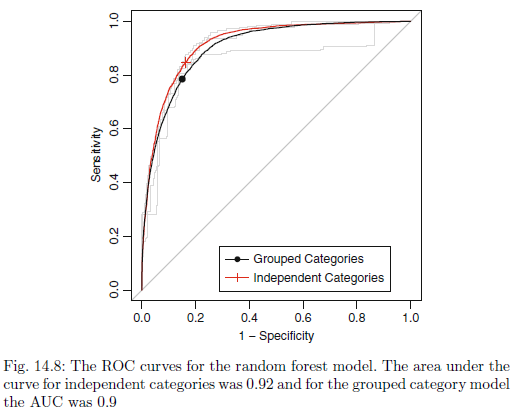 1.0
0.8
0.6
0.4
0.2
0.0
Sensitivity
Grouped Categories
Independent Categories
0.0 0.2 0.4 0.6 0.8 1.0
1 − Specificity
Fig. 14.8: The ROC curves for the random forest model. The area under the
curve for independent categories was 0.92 and for the grouped category model
the AUC was 0.9